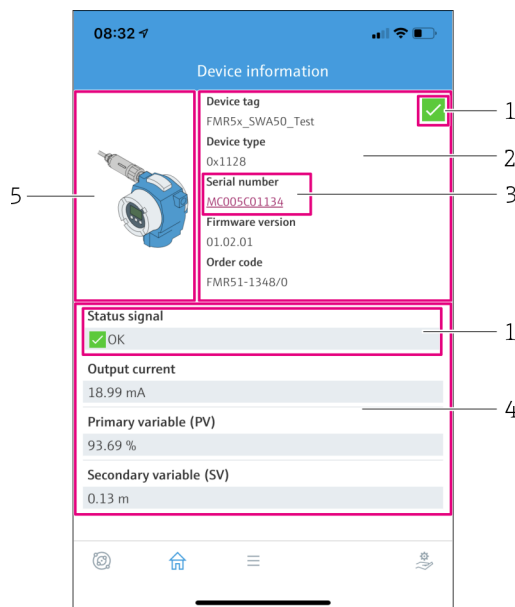 08:32
Device information
Device tag
FMR5x_SWA50_Test
Device type
0x1128
Serial number
MC005C01134
Firmware version
01.02.01
Order code
FMR51-1348/0
1
2
3
5
Status signal
OK
1
Output current
18.99 mA
4
Primary variable (PV)
93.69 %
Secondary variable (SV)
0.13 m